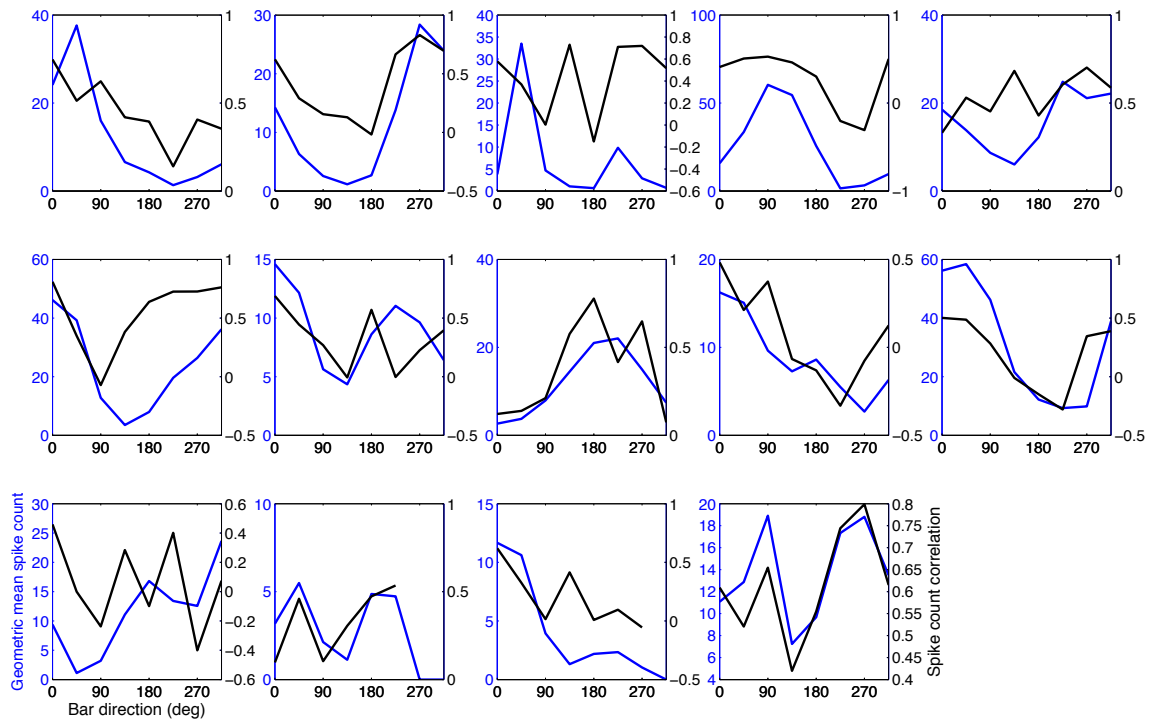 40 1 30 1 40 0.8 100 1 40 1
35 0.6
30 0.4
20 0.5 25 0.2 50 0 20 0.5
20 0
10 0 15 −0.2
10 −0.4
5
0 0 0 −0.5 0 −0.6 0 −1 0 0
0 90 180 270 0 90 180 270 0 90 180 270 0 90 180 270 0 90 180 270
60 1 15 1 40 1 20 0.5 60 1
40 0.5 10 0.5 20 0.5 10 0 40 0.5
20 0 5 0 20 0
0 −0.5 0 −0.5 0 0 0 −0.5 0 −0.5
0 90 180 270 0 90 180 270 0 90 180 270 0 90 180 270 0 90 180 270
Geometric mean spike count
30 0.6 10 1 15 1 20 0.8
25 0.4 18 0.75
20 0.2 10 0.5 16 0.7
15 0 5 0.5 14 0.65
12 0.6
10 −0.2 5 0 10 0.55
5 −0.4 8 0.5
6 0.45
0 −0.6 0 0 0 −0.5 4 0.4
Spike count correlation
0 90 180 270 0 90 180 270 0 90 180 270 0 90 180 270
Bar direction (deg)